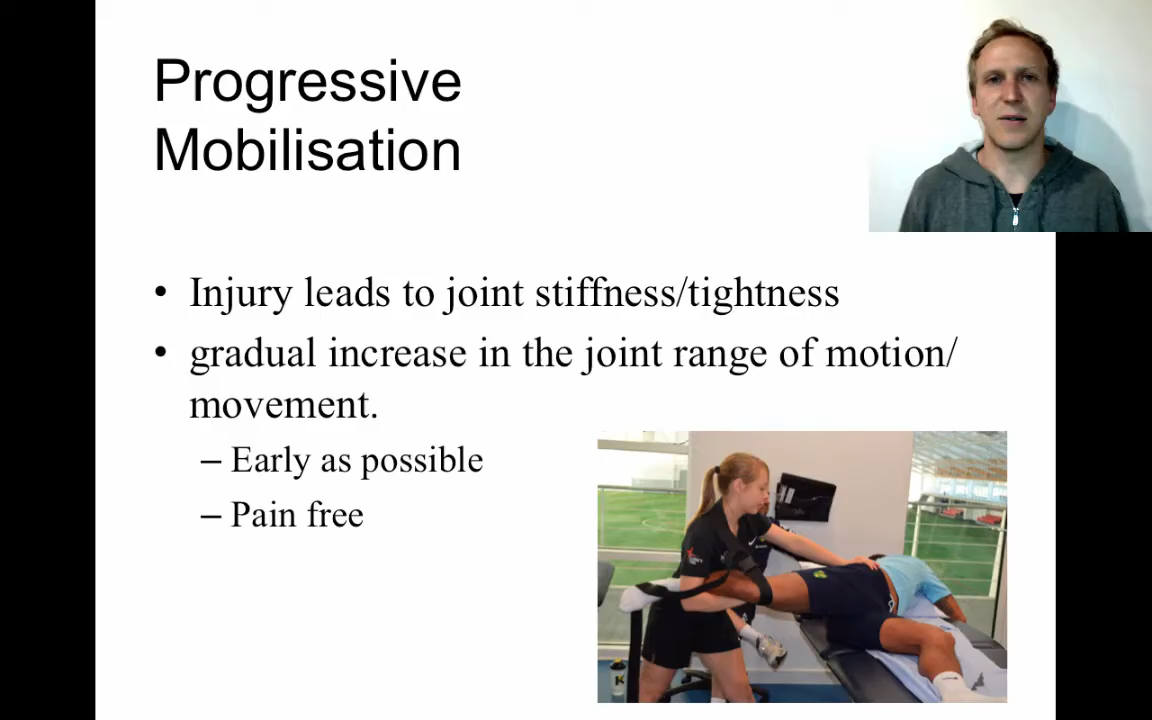 Progressive
Mobilisation
• Injury leads to joint stiffness/tightness
• gradual increase in the joint range of motion/
movement.
– Early as possible
– Pain free